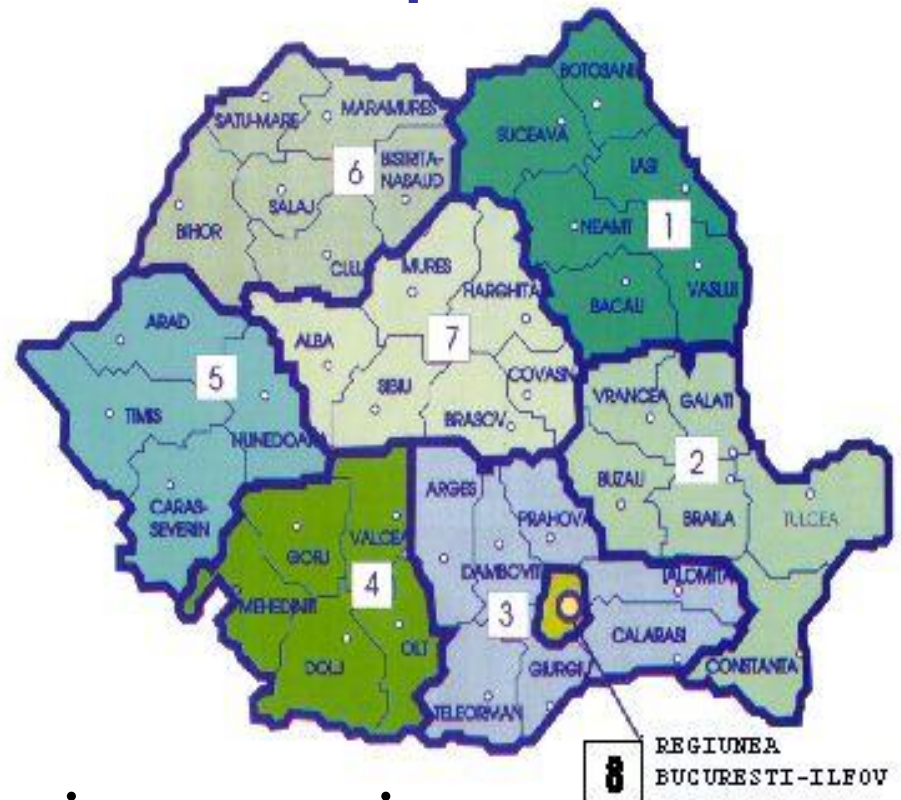 BOTOSANI
SATU-MARE
MARAMURES
SUCEAVA
BISTRITA-
NASAUD
IASI
6
SALAJ
BIHOR
NEAMT
1
CLUJ
MURES
HARGHITA
BACAU
VASLUI
ARAD
ALBA
7
5
COVASN
SIBIU
VRANCEA
GALATI
TIMIS
BRASOV
HUNEDOARA
2
BUZAU
ARGES
CARAS-
SEVERIN
PRAHOVA
BRAILA
TULCEA
VALCEA
GORJ
DAMBOVIT
IALOMITA
4
MEHEDINTI
3
CALARASI
OLT
DOLJ
GIURGIU
CONSTANTA
TELEORMAN
8
REGIUNEA
BUCURESTI-ILFOV